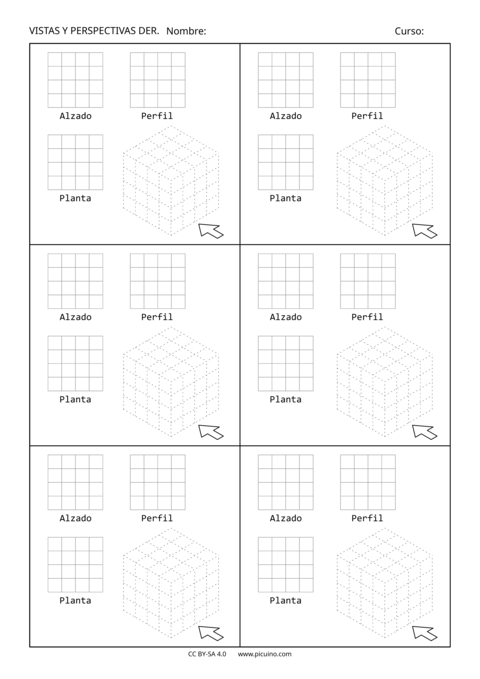 VISTAS Y PERSPECTIVAS DER. Nombre: Curso:
Alzado Perfil Alzado Perfil
Planta Planta
Alzado Perfil Alzado Perfil
Planta Planta
Alzado Perfil Alzado Perfil
Planta Planta
CC BY-SA 4.0 www.picuino.com